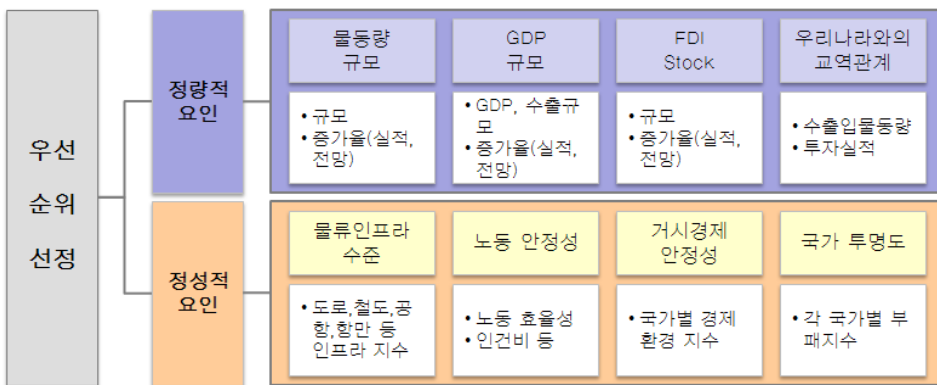 우선
순위
선정
정량적
요인
물동량
규모
• 규모
• 증가율(실적,
전망)
GDP
규모
• GDP, 수출규
모
• 증가율(실적,
전망)
FDI
Stock
• 규모
• 증가율(실적,
전망)
우리나라와의
교역관계
• 수출입물동량
• 투자실적
정성적
요인
물류인프라
수준
• 도로,철도,공
항,항만 등
인프라 지수
노동 안정성
• 노동 효율성
• 인건비 등
거시경제
안정성
• 국가별 경제
환경 지수
국가 투명도
• 각 국가별 부
패지수